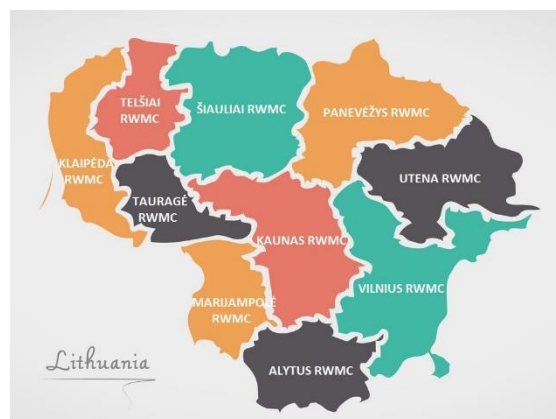 TELŠIAI
RWMC
ŠIAULIAI RWMC
PANEVĖŽYS RWMC
KLAIPĖDA
RWMC
TAURAGĖ
RWMC
UTENA RWMC
KAUNAS RWMC
VILNIUS RWMC
MARIJAMPOLĖ
RWMC
ALYTUS RWMC
Lithuania